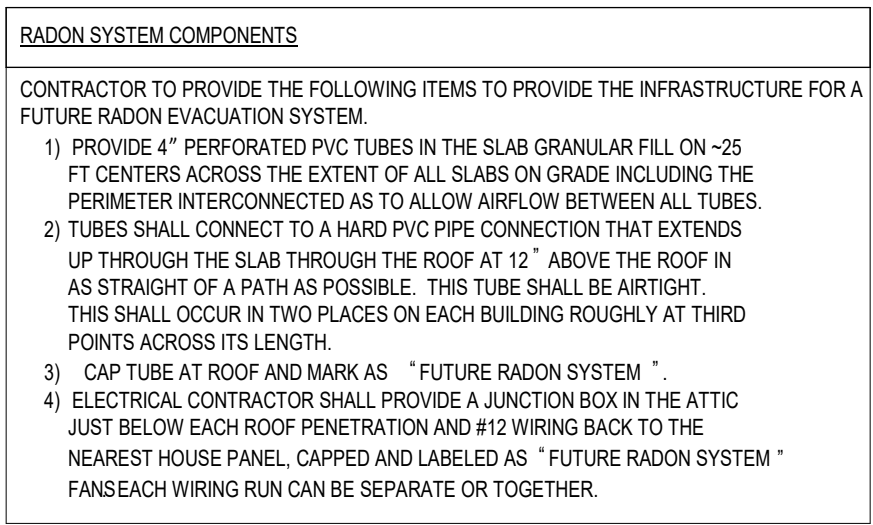 RADON SYSTEM COMPONENTS
CONTRACTOR TO PROVIDE THE FOLLOWING ITEMS TO PROVIDE THE INFRASTRUCTURE FOR A
FUTURE RADON EVACUATION SYSTEM.
1) PROVIDE 4″ PERFORATED PVC TUBES IN THE SLAB GRANULAR FILL ON ~25
FT CENTERS ACROSS THE EXTENT OF ALL SLABS ON GRADE INCLUDING THE
PERIMETER INTERCONNECTED AS TO ALLOW AIRFLOW BETWEEN ALL TUBES.
2) TUBES SHALL CONNECT TO A HARD PVC PIPE CONNECTION THAT EXTENDS
UP THROUGH THE SLAB THROUGH THE ROOF AT 12” ABOVE THE ROOF IN
AS STRAIGHT OF A PATH AS POSSIBLE. THIS TUBE SHALL BE AIRTIGHT.
THIS SHALL OCCUR IN TWO PLACES ON EACH BUILDING ROUGHLY AT THIRD
POINTS ACROSS ITS LENGTH.
3) CAP TUBE AT ROOF AND MARK AS “FUTURE RADON SYSTEM”.
4) ELECTRICAL CONTRACTOR SHALL PROVIDE A JUNCTION BOX IN THE ATTIC
JUST BELOW EACH ROOF PENETRATION AND #12 WIRING BACK TO THE
NEAREST HOUSE PANEL, CAPPED AND LABELED AS “FUTURE RADON SYSTEM”
FANS.EACH WIRING RUN CAN BE SEPARATE OR TOGETHER.